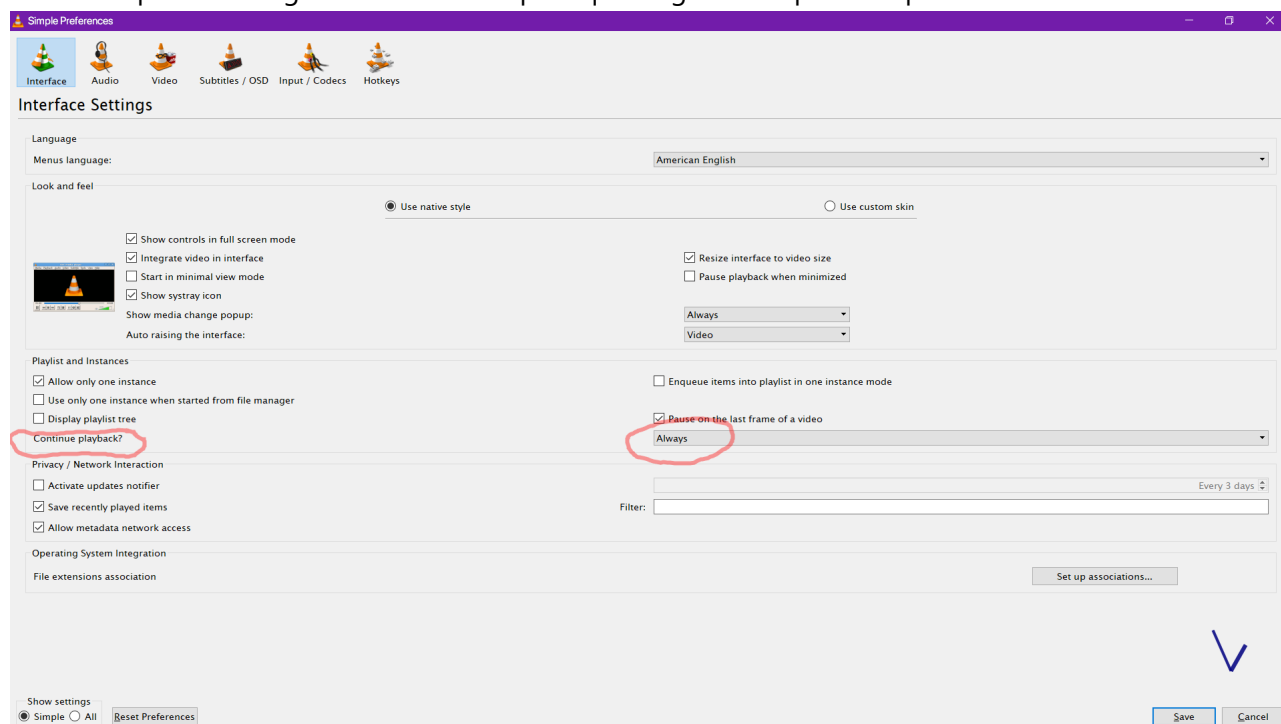 Simple Preferences
Interface Audio Video Subtitles / OSD Input / Codecs Hotkeys
Interface Settings
Language
Menus language: American English
Look and feel
Use native style Use custom skin
Show controls in full screen mode
Integrate video in interface Resize interface to video size
Start in minimal view mode Pause playback when minimized
Show systray icon
Show media change popup: Always
Auto raising the interface: Video
Playlist and Instances
Allow only one instance Enqueue items into playlist in one instance mode
Use only one instance when started from file manager
Display playlist tree Pause on the last frame of a video
Continue playback? Always
Privacy / Network Interaction
Activate updates notifier Every 3 days
Save recently played items Filter:
Allow metadata network access
Operating System Integration
File extensions association Set up associations...
Show settings
Simple All Reset Preferences Save Cancel